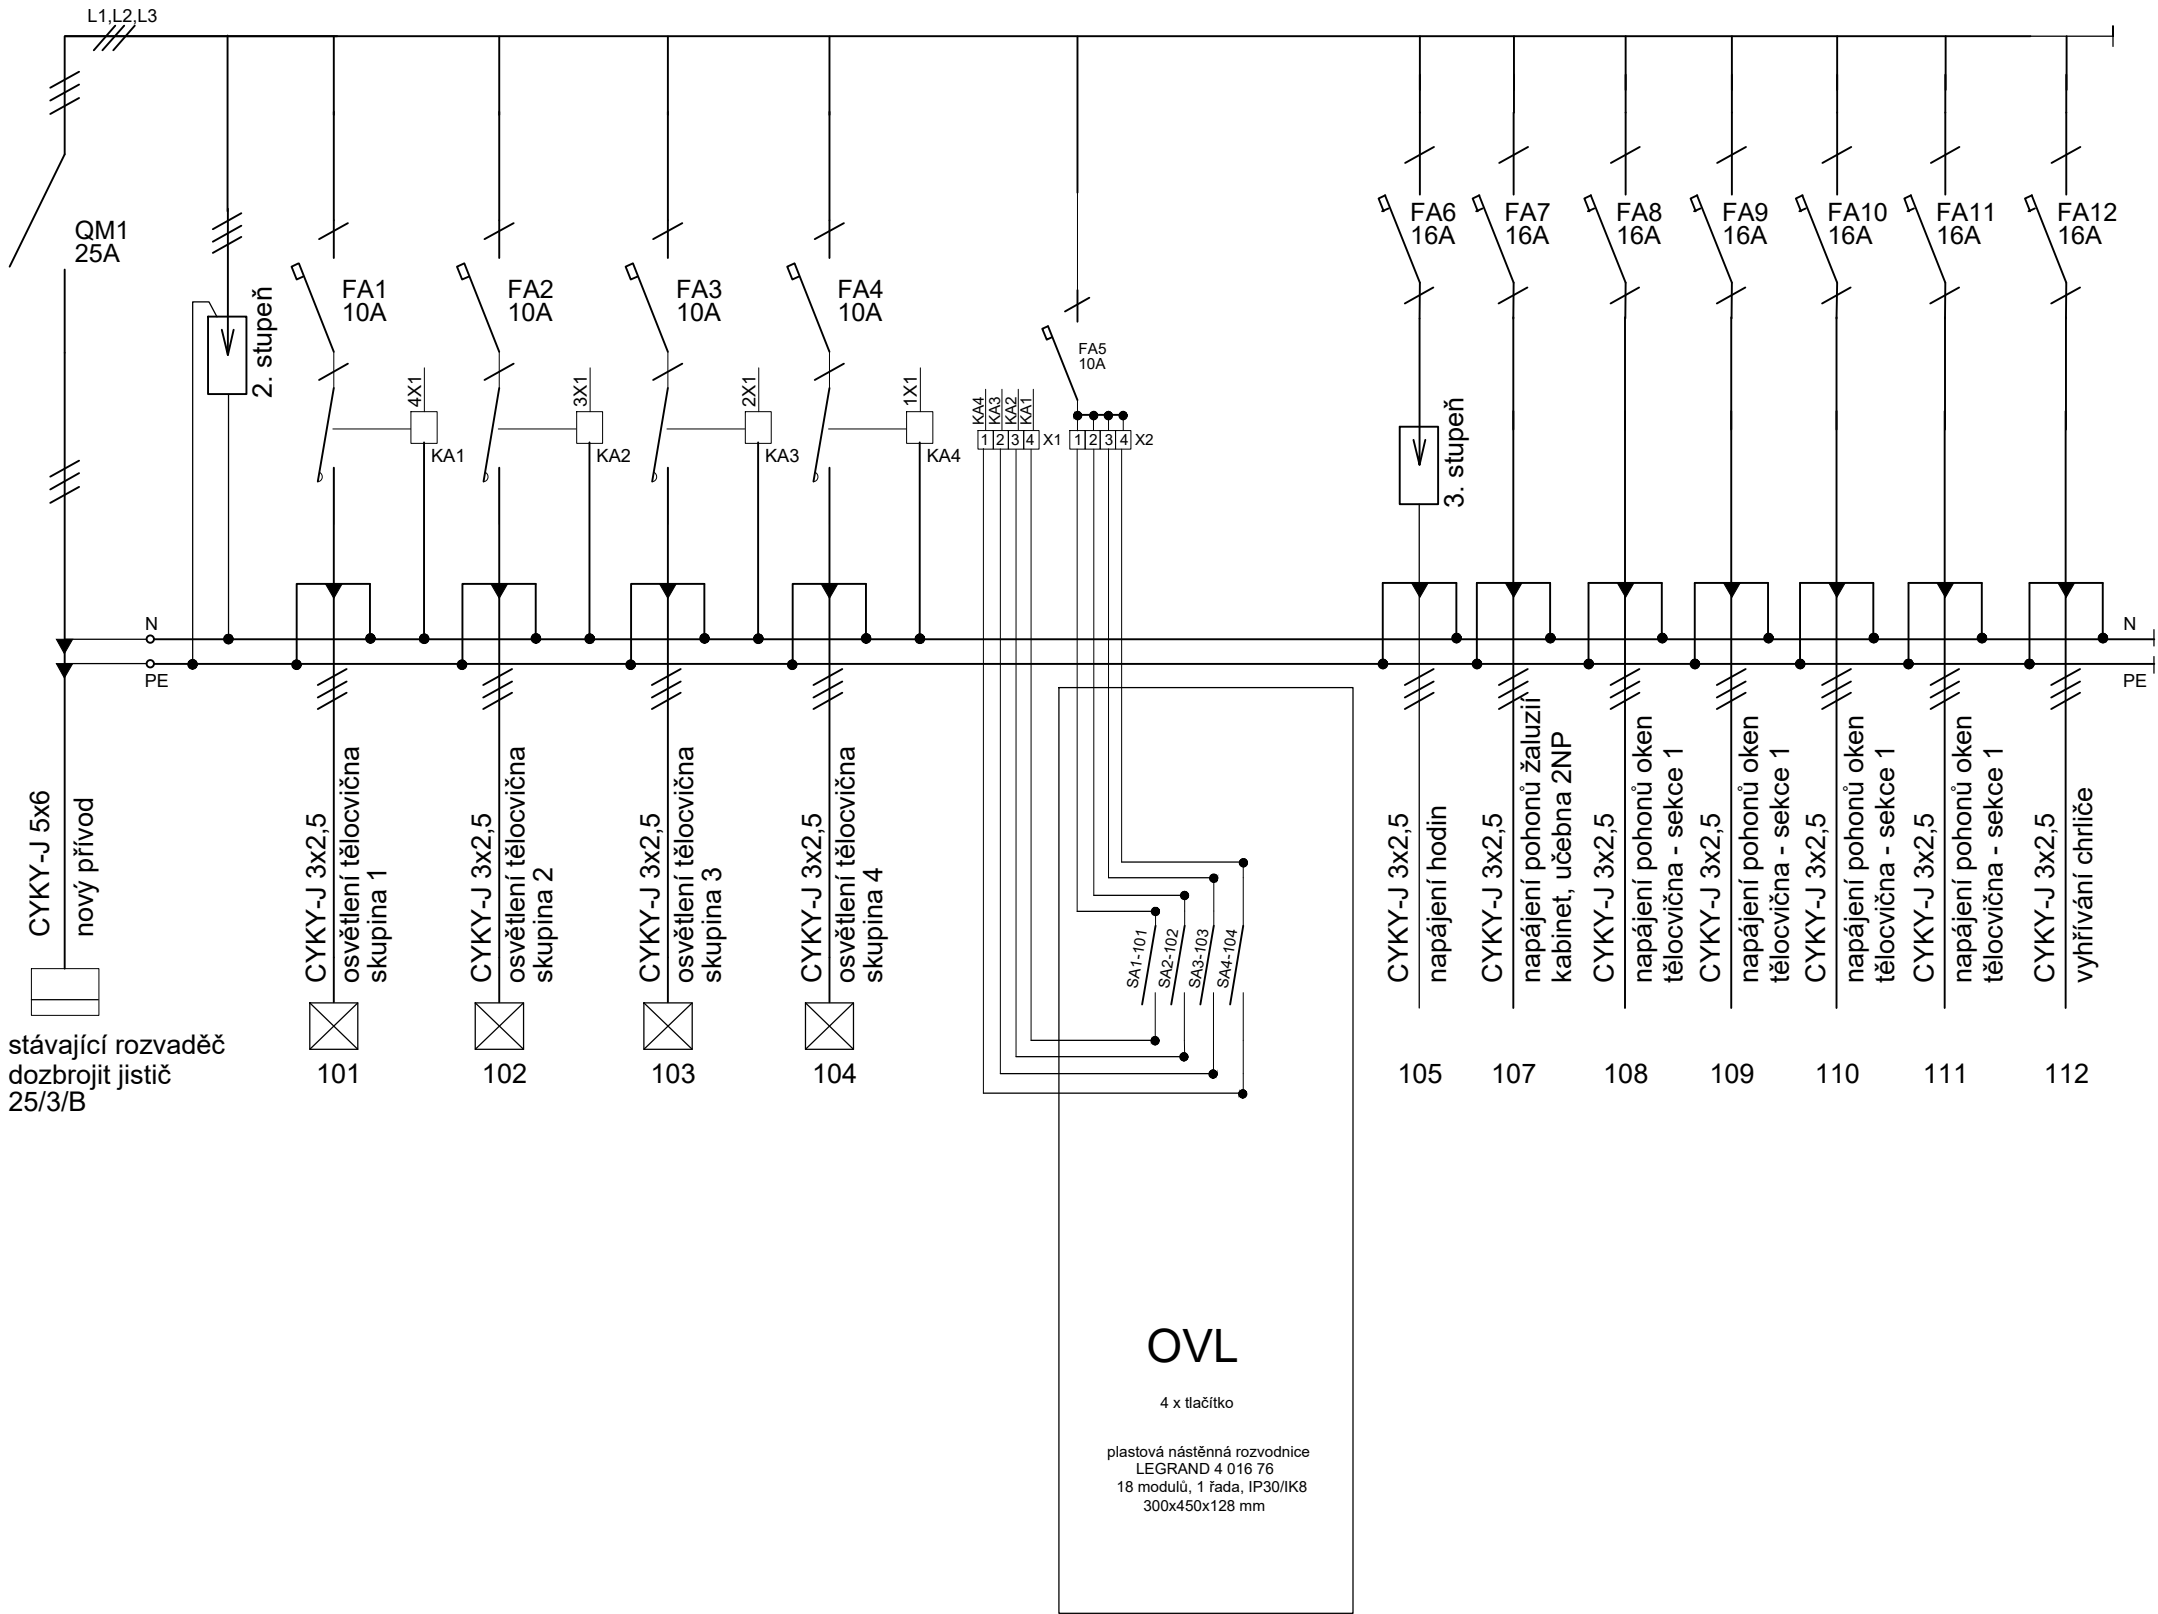 L1,L2,L3
QM1
25A
2. stupeň
FA1
10A
4X1
KA1
FA2
10A
3X1
KA2
FA3
10A
2X1
KA3
FA4
10A
1X1
KA4
FA5
10A
KA4
KA3
KA2
KA1
1 2 3 4 X1
1 2 3 4 X2
FA6
16A
3. stupeň
FA7
16A
FA8
16A
FA9
16A
FA10
16A
FA11
16A
FA12
16A
N
PE
N
PE
CYKY-J 5x6
nový přívod
stávající rozvaděč
dozbrojit jistič
25/3/B
CYKY-J 3x2,5
osvětlení tělocvična
skupina 1
101
CYKY-J 3x2,5
osvětlení tělocvična
skupina 2
102
CYKY-J 3x2,5
osvětlení tělocvična
skupina 3
103
CYKY-J 3x2,5
osvětlení tělocvična
skupina 4
104
SA1-101
SA2-102
SA3-103
SA4-104
OVL
4 x tlačítko
plastová nástěnná rozvodnice
LEGRAND 4 016 76
18 modulů, 1 řada, IP30/IK8
300x450x128 mm
CYKY-J 3x2,5
napájení hodin
105
CYKY-J 3x2,5
napájení pohonů žaluzií
kabinet, učebna 2NP
107
CYKY-J 3x2,5
napájení pohonů oken
tělocvična - sekce 1
108
CYKY-J 3x2,5
napájení pohonů oken
tělocvična - sekce 1
109
CYKY-J 3x2,5
napájení pohonů oken
tělocvična - sekce 1
110
CYKY-J 3x2,5
napájení pohonů oken
tělocvična - sekce 1
111
CYKY-J 3x2,5
vyhřívání chrliče
112